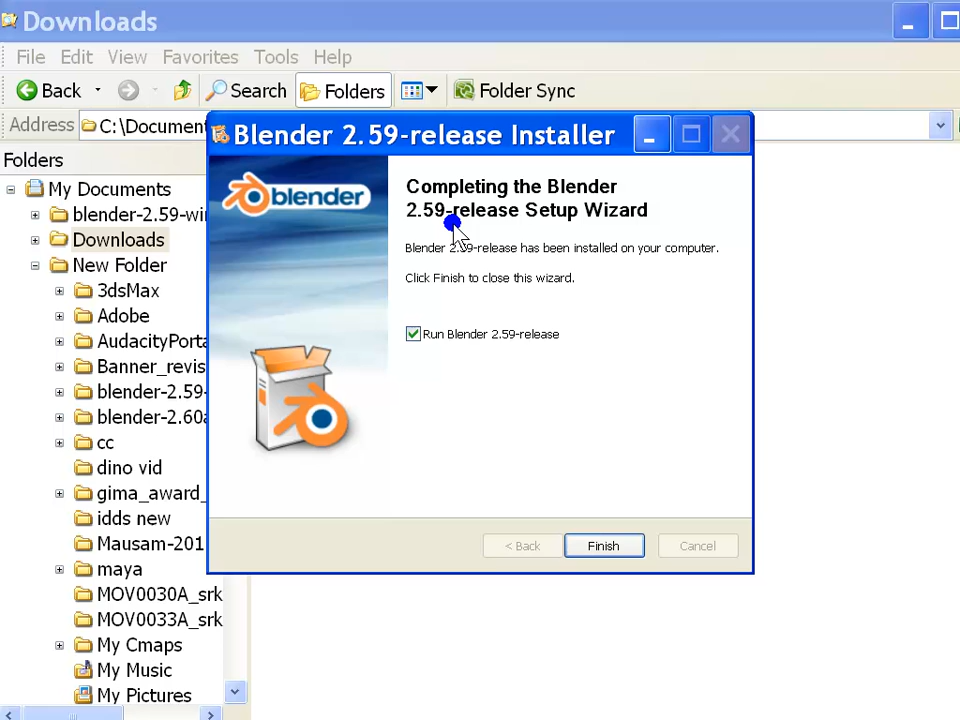 Downloads
File Edit View Favorites Tools Help
Back Search Folders Folder Sync
Address C:\Document
Folders
My Documents
blender-2.59-wi
Downloads
New Folder
3dsMax
Adobe
AudacityPorta
Banner_revis
blender-2.59-
blender-2.60a
cc
dino vid
gima_award_
idds new
Mausam-201
maya
MOV0030A_srk
MOV0033A_srk
My Cmaps
My Music
My Pictures
Blender 2.59-release Installer
blender
Completing the Blender
2.59-release Setup Wizard
Blender 2.59-release has been installed on your computer.
Click Finish to close this wizard.
Run Blender 2.59-release
< Back Finish Cancel